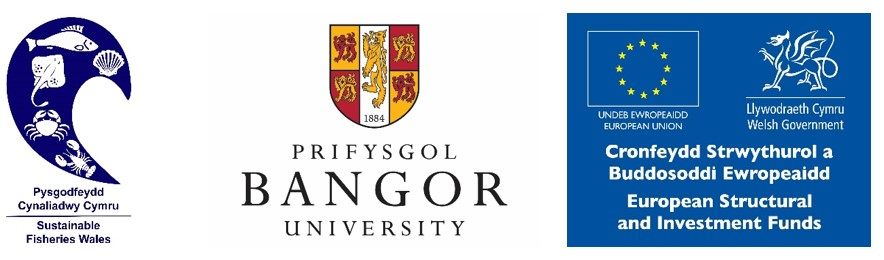 Pysgodfeydd
Cynaliadwy Cymru
Sustainable
Fisheries Wales
1884
PRIFYSGOL
BANGOR
UNIVERSITY
UNDEB EWROPEAIDD
EUROPEAN UNION
Llywodraeth Cymru
Welsh Government
Cronfeydd Strwythurol a
Buddosoddi Ewropeaidd
European Structural
and Investment Funds